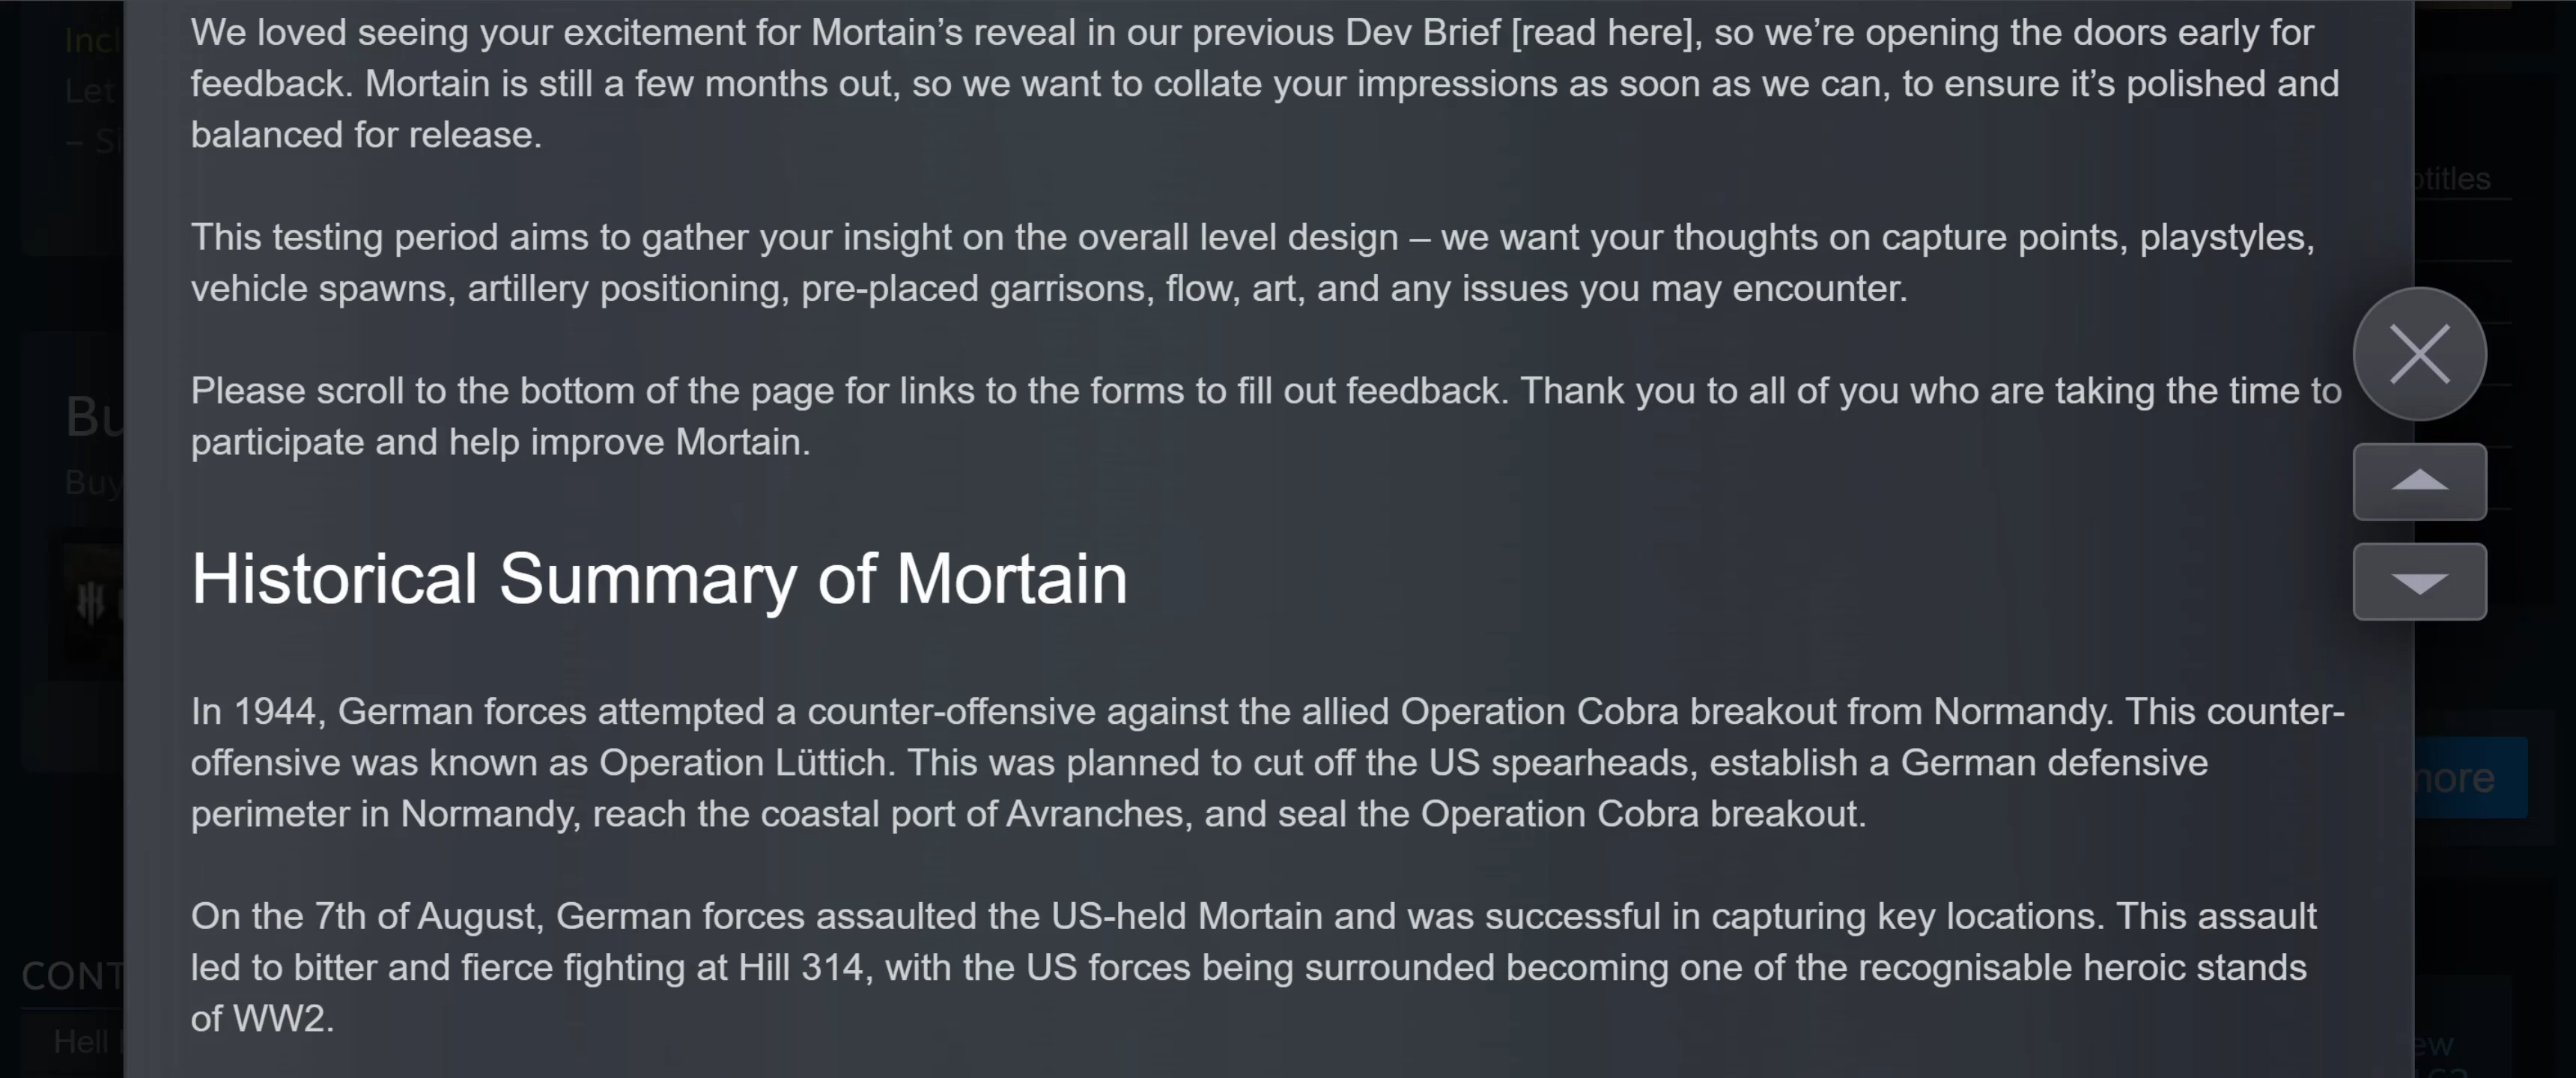 We loved seeing your excitement for Mortain’s reveal in our previous Dev Brief [read here], so we’re opening the doors early for
feedback. Mortain is still a few months out, so we want to collate your impressions as soon as we can, to ensure it’s polished and
balanced for release.
This testing period aims to gather your insight on the overall level design – we want your thoughts on capture points, playstyles,
vehicle spawns, artillery positioning, pre-placed garrisons, flow, art, and any issues you may encounter.
Please scroll to the bottom of the page for links to the forms to fill out feedback. Thank you to all of you who are taking the time to
participate and help improve Mortain.
Historical Summary of Mortain
In 1944, German forces attempted a counter-offensive against the allied Operation Cobra breakout from Normandy. This counter-
offensive was known as Operation Lüttich. This was planned to cut off the US spearheads, establish a German defensive
perimeter in Normandy, reach the coastal port of Avranches, and seal the Operation Cobra breakout.
On the 7th of August, German forces assaulted the US-held Mortain and was successful in capturing key locations. This assault
led to bitter and fierce fighting at Hill 314, with the US forces being surrounded becoming one of the recognisable heroic stands
of WW2.
Incl
Let
– Sl
Bu
Buy
CONT
Hell
otitles
more
ew